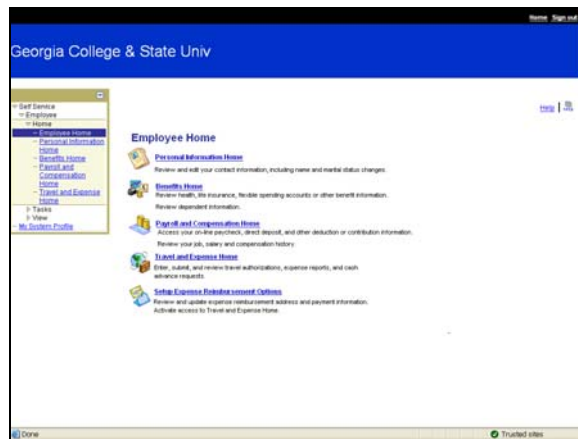 Home Sign out
Georgia College & State Univ
Self Service
Employee
Home
Employee Home
Personal Information
Home
Benefits Home
Payroll and
Compensation
Home
Travel and Expense
Home
Tasks
View
My System Profile
Help
Employee Home
Personal Information Home
Review and edit your contact information, including name and marital status changes.
Benefits Home
Review health, life insurance, flexible spending accounts or other benefit information.
Review dependent information.
Payroll and Compensation Home
Access your on-line paycheck, direct deposit, and other deduction or contribution information.
Review your job, salary and compensation history
Travel and Expense Home
Enter, submit, and review travel authorizations, expense reports, and cash
advance requests.
Setup Expense Reimbursement Options
Review and update expense reimbursement address and payment information.
Activate access to Travel and Expense Home.
Done
Trusted sites